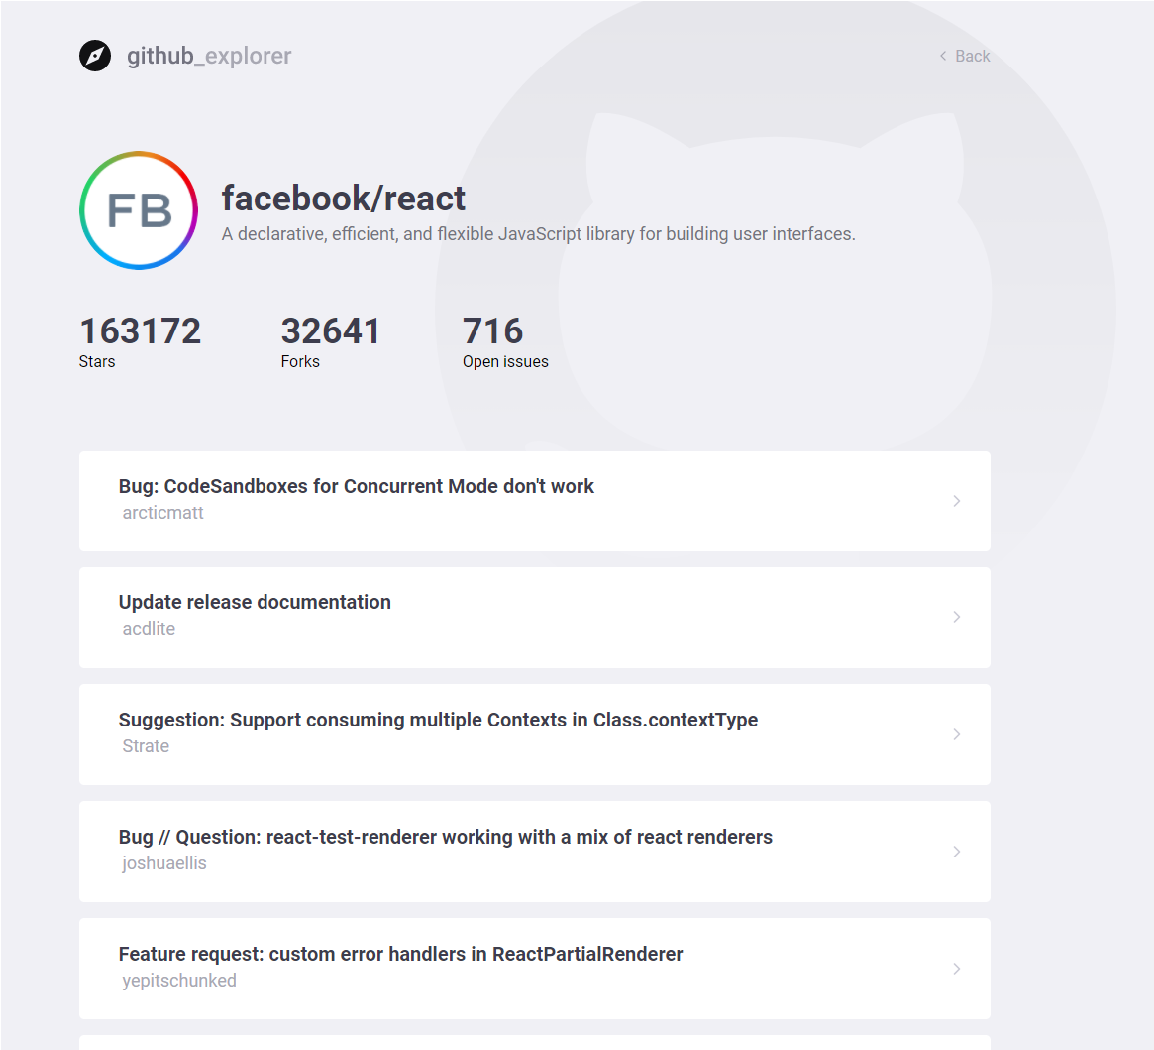 github_explorer
Back
FB
facebook/react
A declarative, efficient, and flexible JavaScript library for building user interfaces.
163172
Stars
32641
Forks
716
Open issues
Bug: CodeSandboxes for Concurrent Mode don't work
arcticmatt
Update release documentation
acdlite
Suggestion: Support consuming multiple Contexts in Class.contextType
Strate
Bug // Question: react-test-renderer working with a mix of react renderers
joshuaellis
Feature request: custom error handlers in ReactPartialRenderer
yepitschunked